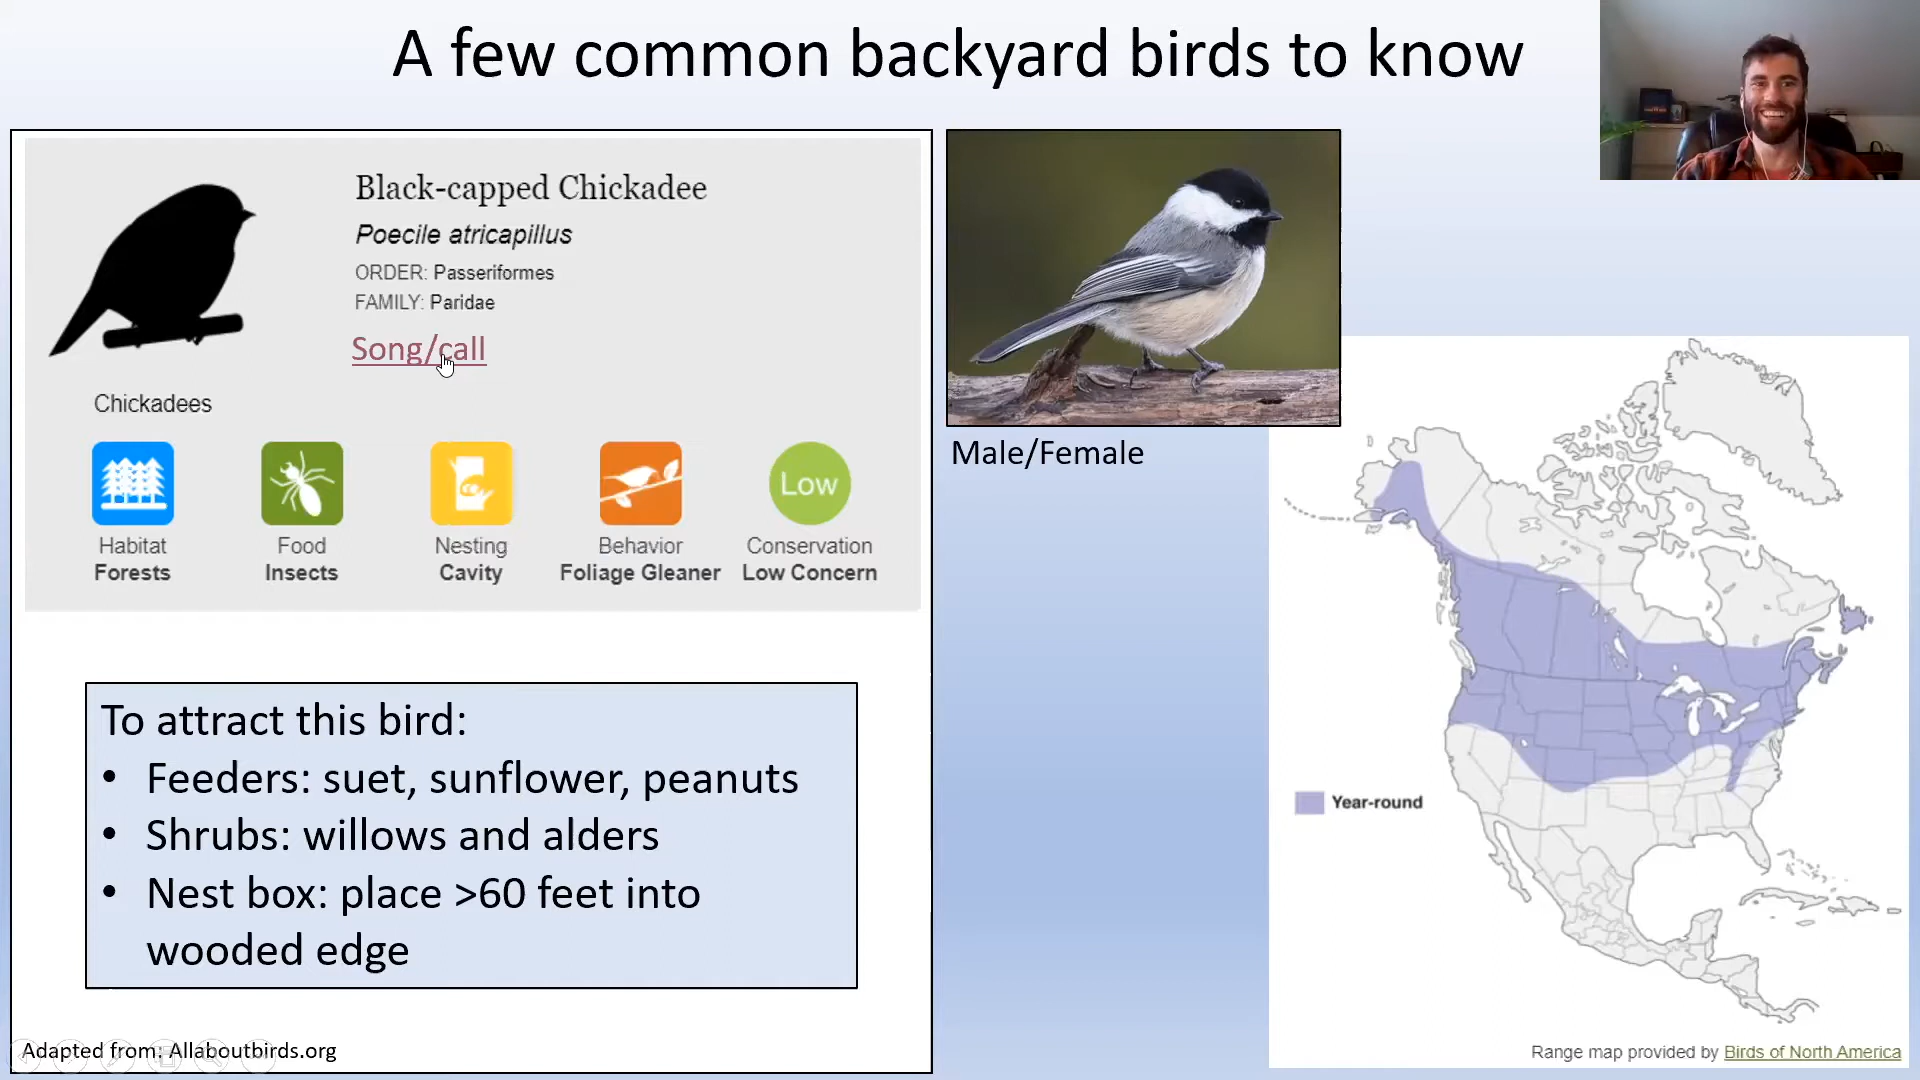 A few common backyard birds to know
Black-capped Chickadee
Poecile atricapillus
ORDER: Passeriformes
FAMILY: Paridae
Song/call
Chickadees
Low
Habitat
Forests
Food
Insects
Nesting
Cavity
Behavior
Foliage Gleaner
Conservation
Low Concern
To attract this bird:
• Feeders: suet, sunflower, peanuts
• Shrubs: willows and alders
• Nest box: place >60 feet into
wooded edge
Adapted from: Allaboutbirds.org
Male/Female
Year-round
Range map provided by Birds of North America